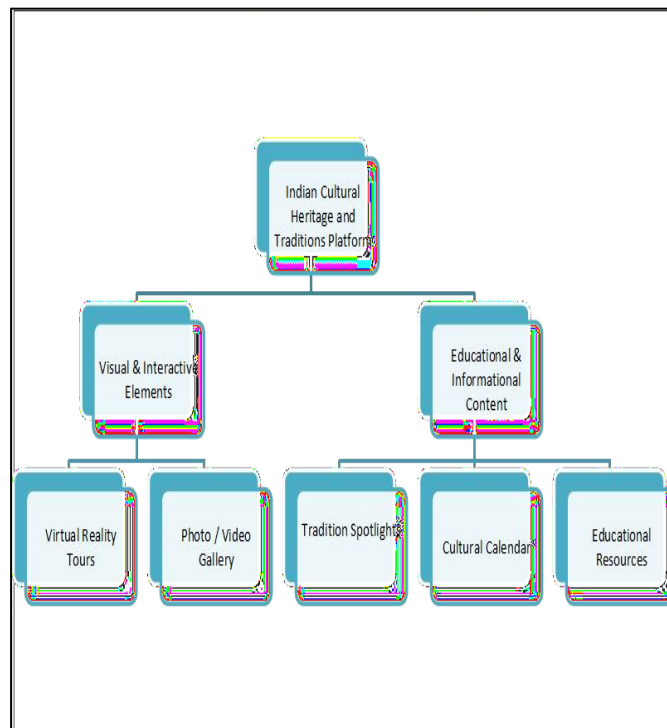 Indian Cultural
Heritage and
Traditions Platform
Visual & Interactive
Elements
Educational &
Informational
Content
Virtual Reality
Tours
Photo / Video
Gallery
Tradition Spotlights
Cultural Calendar
Educational
Resources